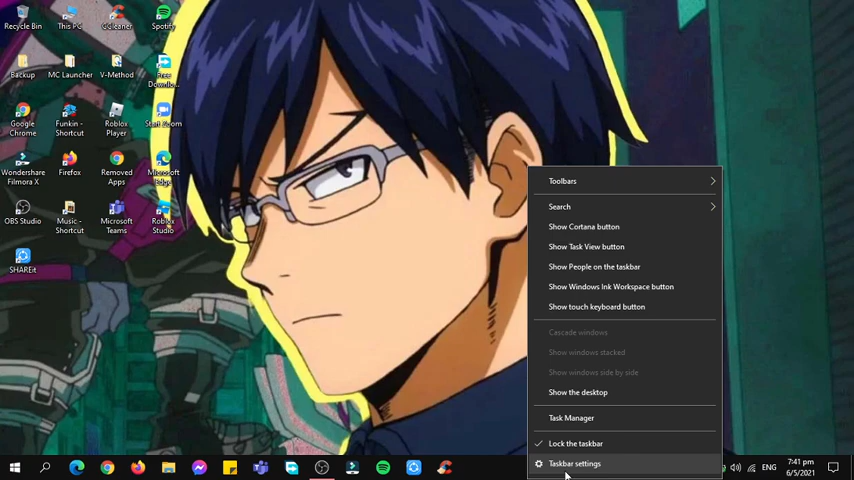 Recycle Bin
This PC
CCleaner
Spotify
Backup
MC Launcher
V-Method
Free
Downlo...
Google
Chrome
Funkin -
Shortcut
Roblox
Player
Start Zoom
Wondershare
Filmora X
Firefox
Removed
Apps
Microsoft
Edge
OBS Studio
Music -
Shortcut
Microsoft
Teams
Roblox
Studio
SHAREit
Toolbars
Search
Show Cortana button
Show Task View button
Show People on the taskbar
Show Windows Ink Workspace button
Show touch keyboard button
Cascade windows
Show windows stacked
Show windows side by side
Show the desktop
Task Manager
Lock the taskbar
Taskbar settings
ENG
7:41 pm
6/5/2021